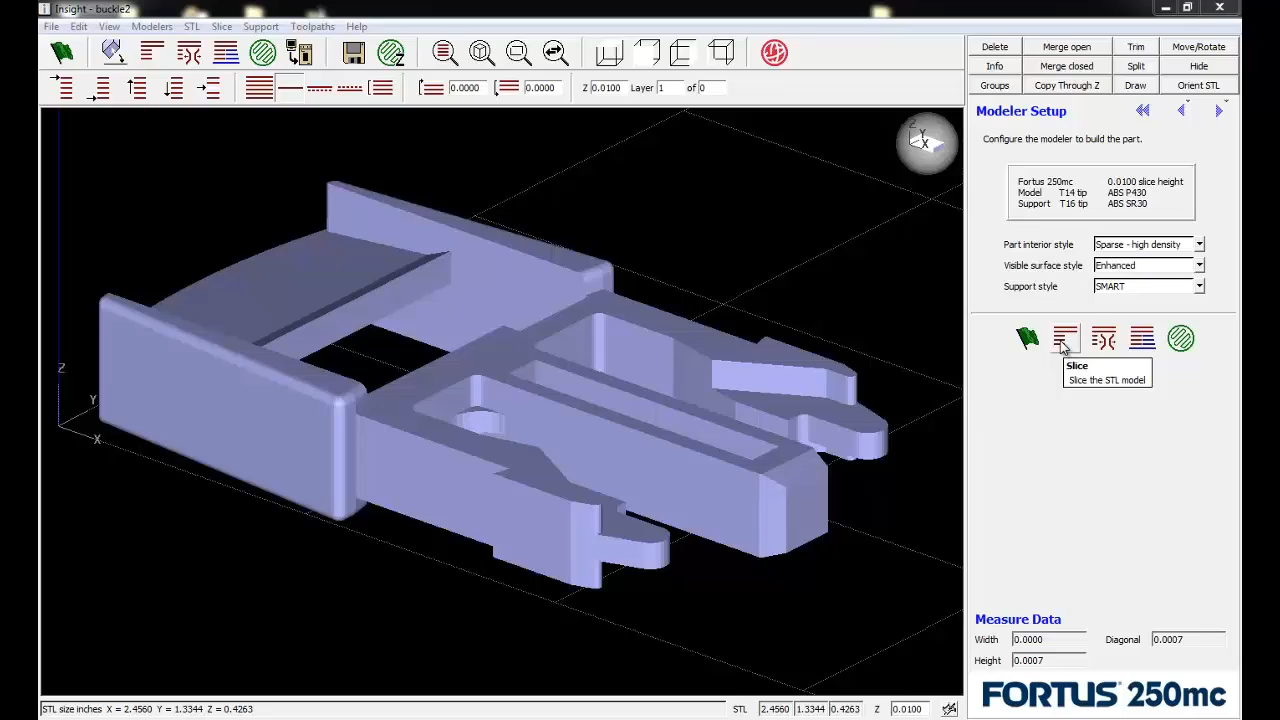 Insight - buckle2
File Edit View Modelers STL Slice Support Toolpaths Help
0.0000 0.0000 Z 0.0100 Layer 1 of 0
Delete Merge open Trim Move/Rotate
Info Merge closed Split Hide
Groups Copy Through Z Draw Orient STL
Modeler Setup
Configure the modeler to build the part.
Fortus 250mc 0.0100 slice height
Model T14 tip ABS P430
Support T16 tip ABS SR30
Part interior style Sparse - high density
Visible surface style Enhanced
Support style SMART
Slice
Slice the STL model
Z
Y
X
Z
Y
X
Measure Data
Width 0.0000 Diagonal 0.0007
Height 0.0007
FORTUS 250mc
STL size inches X = 2.4560 Y = 1.3344 Z = 0.4263 STL 2.4560 1.3344 0.4263 Z 0.0100